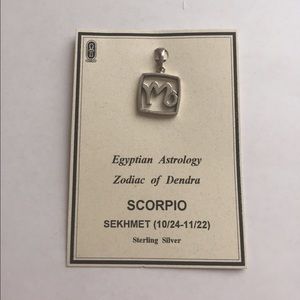 Egyptian Astrology
Zodiac of Dendra
SCORPIO
SEKHMET (10/24-11/22)
Sterling Silver